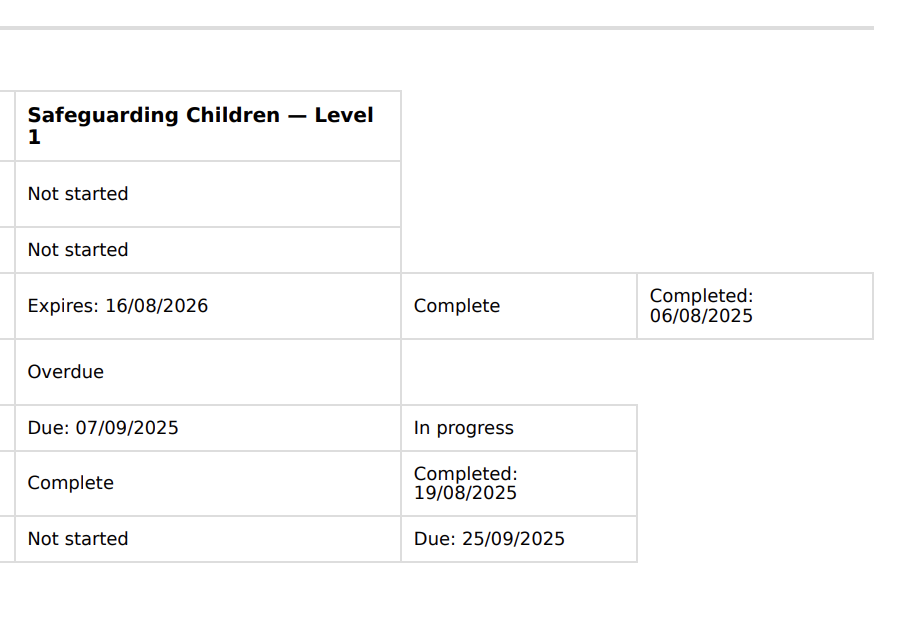 Safeguarding Children — Level
1
Not started
Not started
Expires: 16/08/2026
Complete
Completed:
06/08/2025
Overdue
Due: 07/09/2025
In progress
Complete
Completed:
19/08/2025
Not started
Due: 25/09/2025